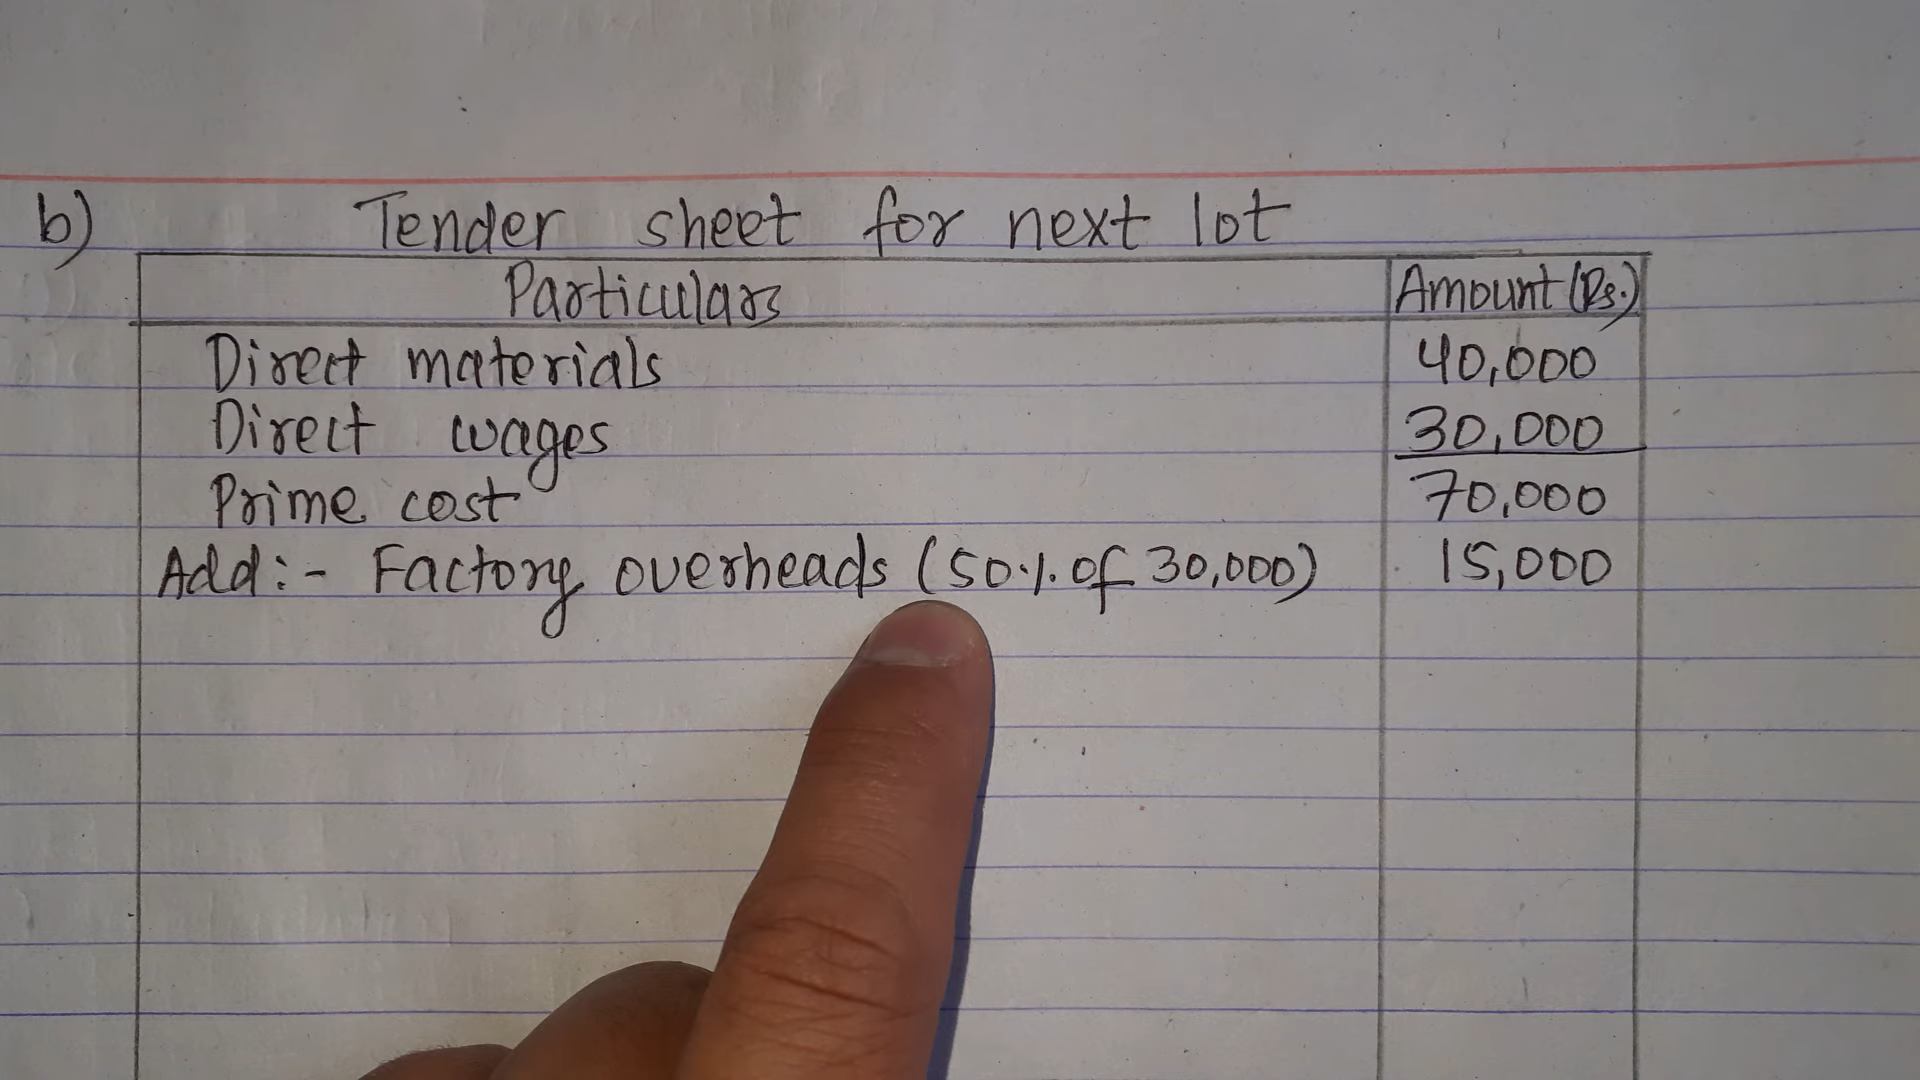 b) Tender sheet for next lot
Particulars Amount (Rs.)
Direct materials 40,000
Direct wages 30,000
Prime cost 70,000
Add:- Factory overheads (50% of 30,000) 15,000